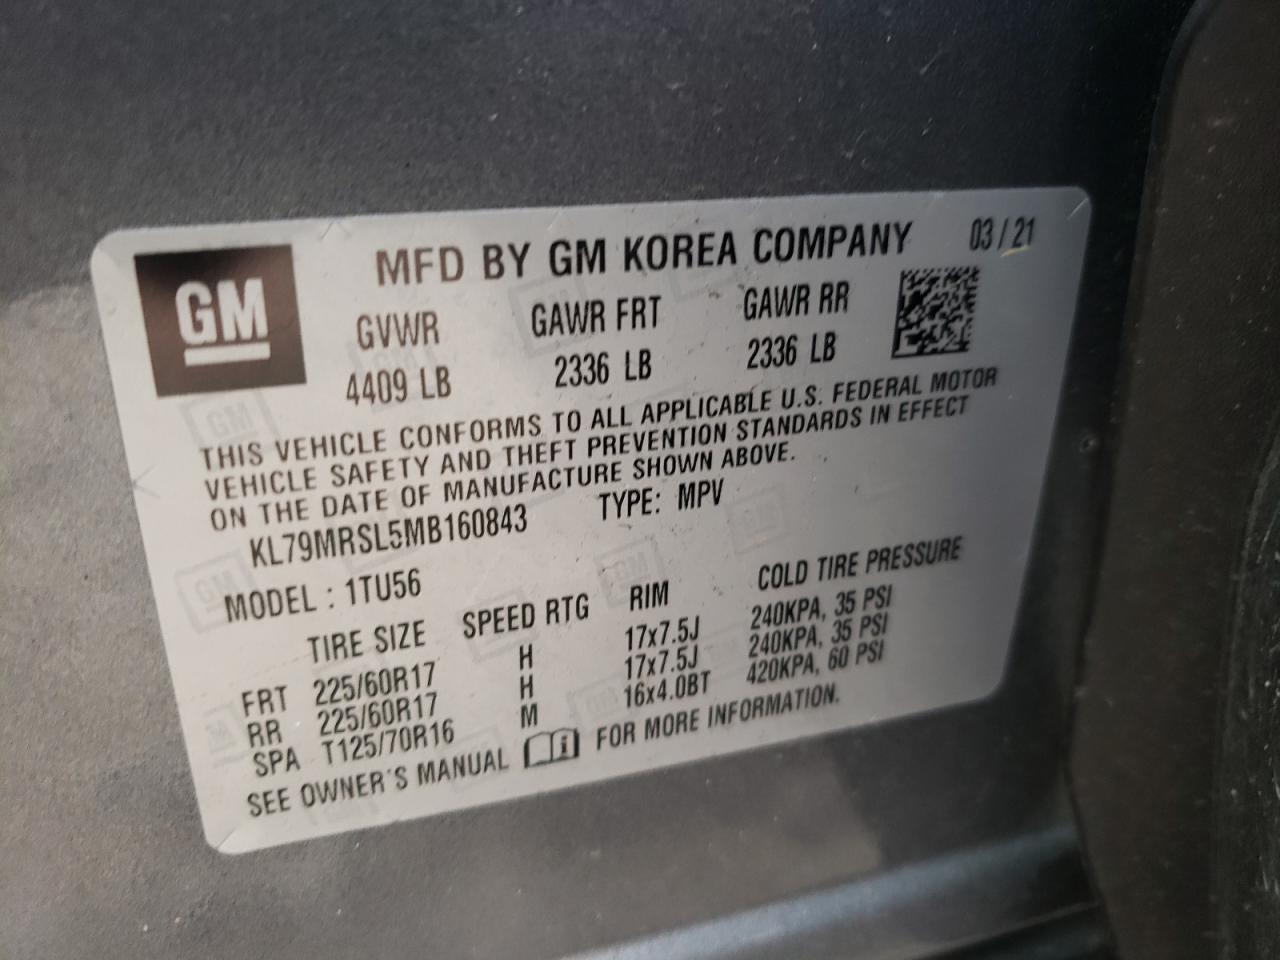 GM
MFD BY GM KOREA COMPANY 03/21
GVWR GAWR FRT GAWR RR
4409 LB 2336 LB 2336 LB
THIS VEHICLE CONFORMS TO ALL APPLICABLE U.S. FEDERAL MOTOR
VEHICLE SAFETY AND THEFT PREVENTION STANDARDS IN EFFECT
ON THE DATE OF MANUFACTURE SHOWN ABOVE.
KL79MRSL5MB160843 TYPE: MPV
MODEL : 1TU56
TIRE SIZE SPEED RTG RIM COLD TIRE PRESSURE
FRT 225/60R17 H 17x7.5J 240KPA, 35 PSI
RR 225/60R17 H 17x7.5J 240KPA, 35 PSI
SPA T125/70R16 M 16x4.0BT 420KPA, 60 PSI
SEE OWNER'S MANUAL i FOR MORE INFORMATION.